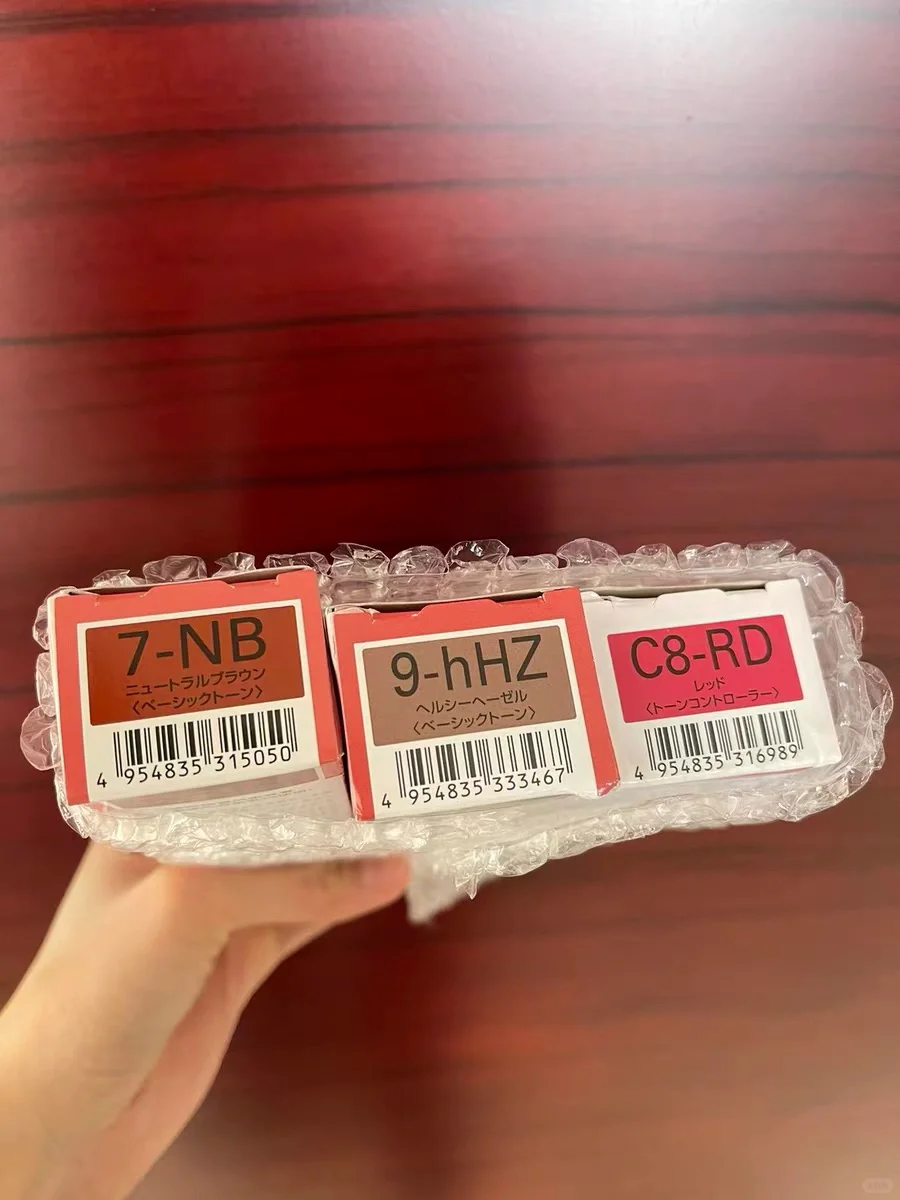 7-NB
ニュートラルブラウン
〈ベーシックトーン〉
4 954835 315050
9-hHZ
ヘルシーヘーゼル
〈ベーシックトーン〉
4 954835 333467
C8-RD
レッド
〈トーンコントローラー〉
4 954835 316989